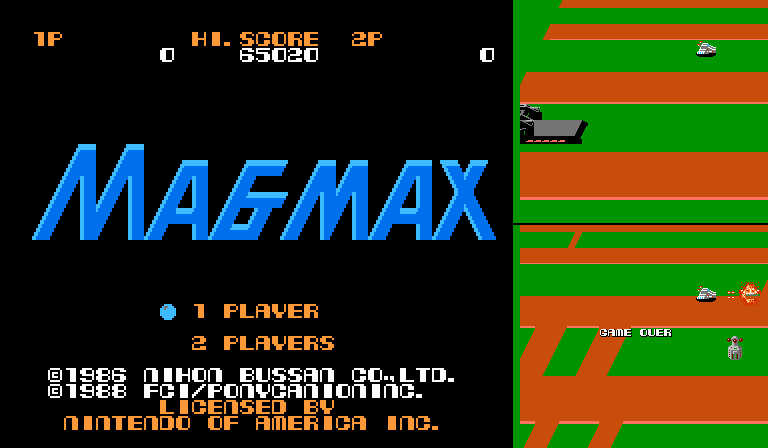 1P HI. SCORE 2P
0 65020 0
MAGMAX
1 PLAYER
2 PLAYERS
©1986 NIHON BUSSAN CO.,LTD.
©1988 FCI/PONYCANIONINC.
LICENSED BY
NINTENDO OF AMERICA INC.
GAME OVER